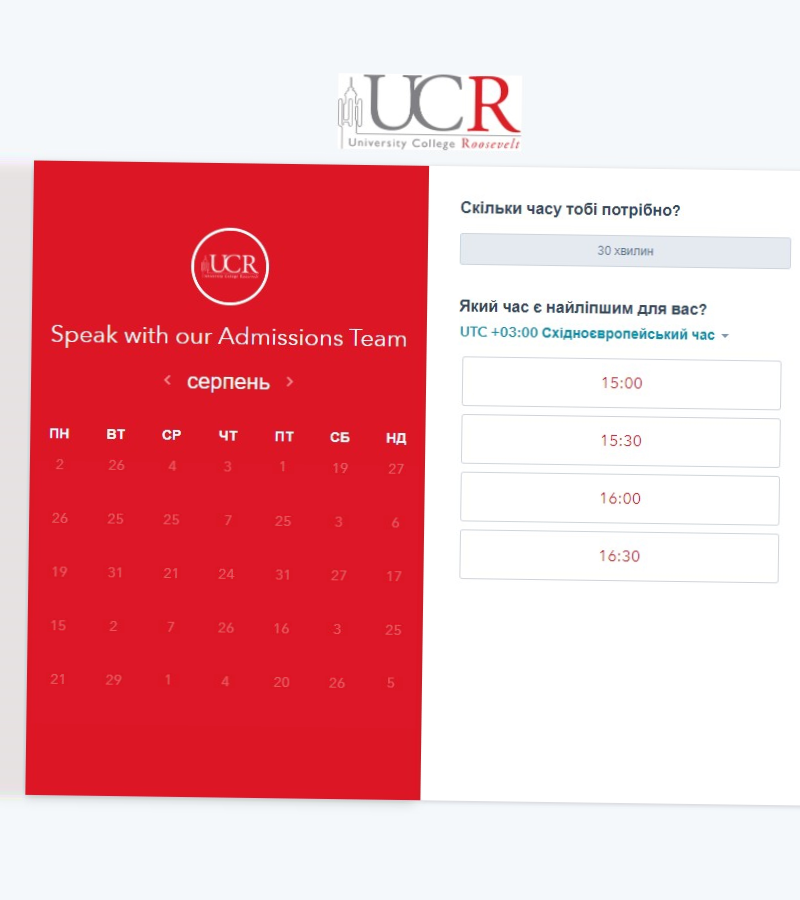 UCR
University College Roosevelt
UCR
Speak with our Admissions Team
серпень
ПН ВТ СР ЧТ ПТ СБ НД
2 26 4 3 1 19 27
26 25 25 7 25 3 6
19 31 21 24 31 27 17
15 2 7 26 16 3 25
21 29 1 4 20 26 5
Скільки часу тобі потрібно?
30 хвилин
Який час є найліпшим для вас?
UTC +03:00 Східноєвропейський час
15:00
15:30
16:00
16:30